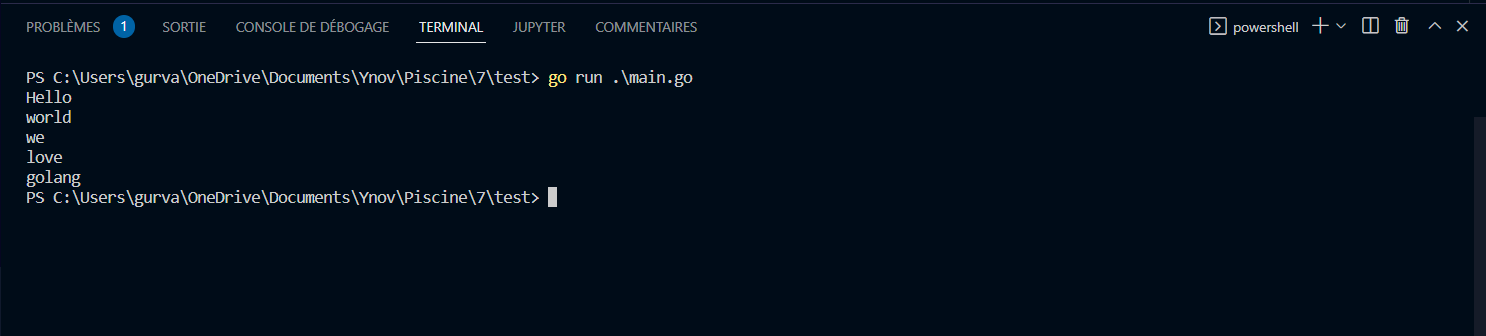 PROBLÈMES 1 SORTIE CONSOLE DE DÉBOGAGE TERMINAL JUPYTER COMMENTAIRES powershell
PS C:\Users\gurva\OneDrive\Documents\Ynov\Piscine\7\test> go run .\main.go
Hello
world
we
love
golang
PS C:\Users\gurva\OneDrive\Documents\Ynov\Piscine\7\test>